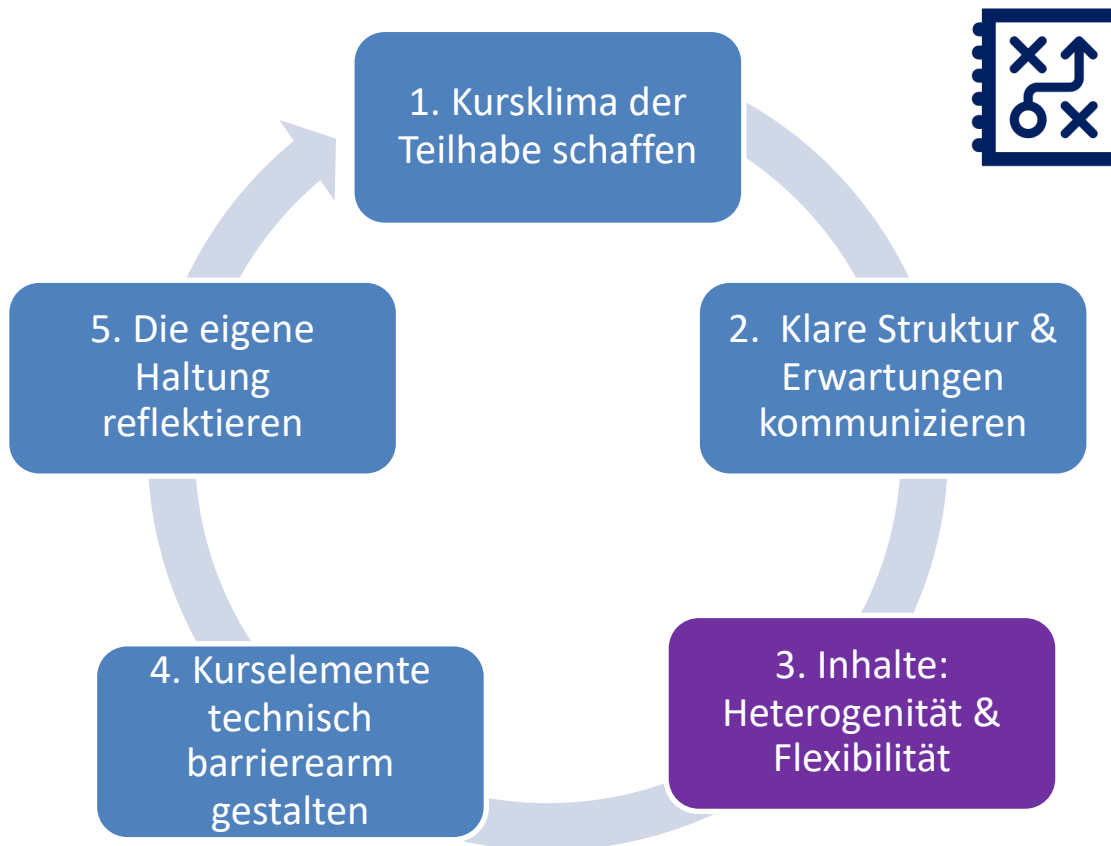 1. Kursklima der
Teilhabe schaffen
2. Klare Struktur &
Erwartungen
kommunizieren
3. Inhalte:
Heterogenität &
Flexibilität
4. Kurselemente
technisch
barrierearm
gestalten
5. Die eigene
Haltung
reflektieren